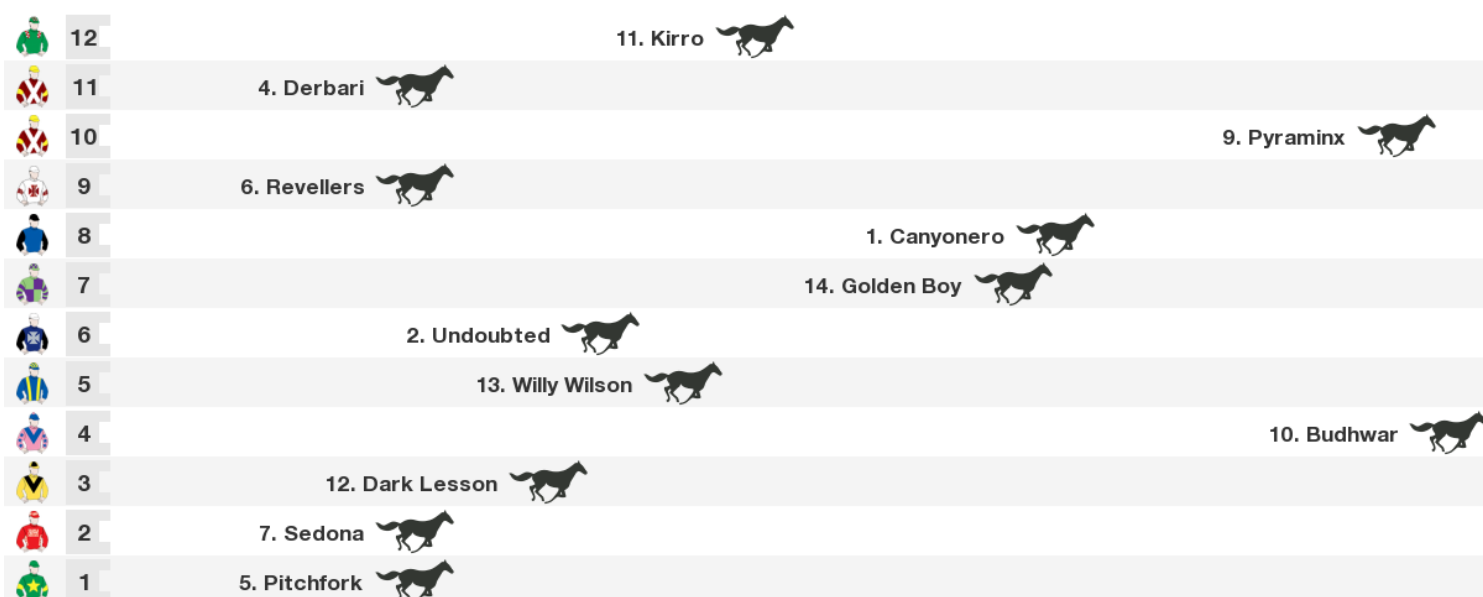 12 11. Kirro
11 4. Derbari
10 9. Pyraminx
9 6. Revellers
8 1. Canyonero
7 14. Golden Boy
6 2. Undoubted
5 13. Willy Wilson
4 10. Budhwar
3 12. Dark Lesson
2 7. Sedona
1 5. Pitchfork